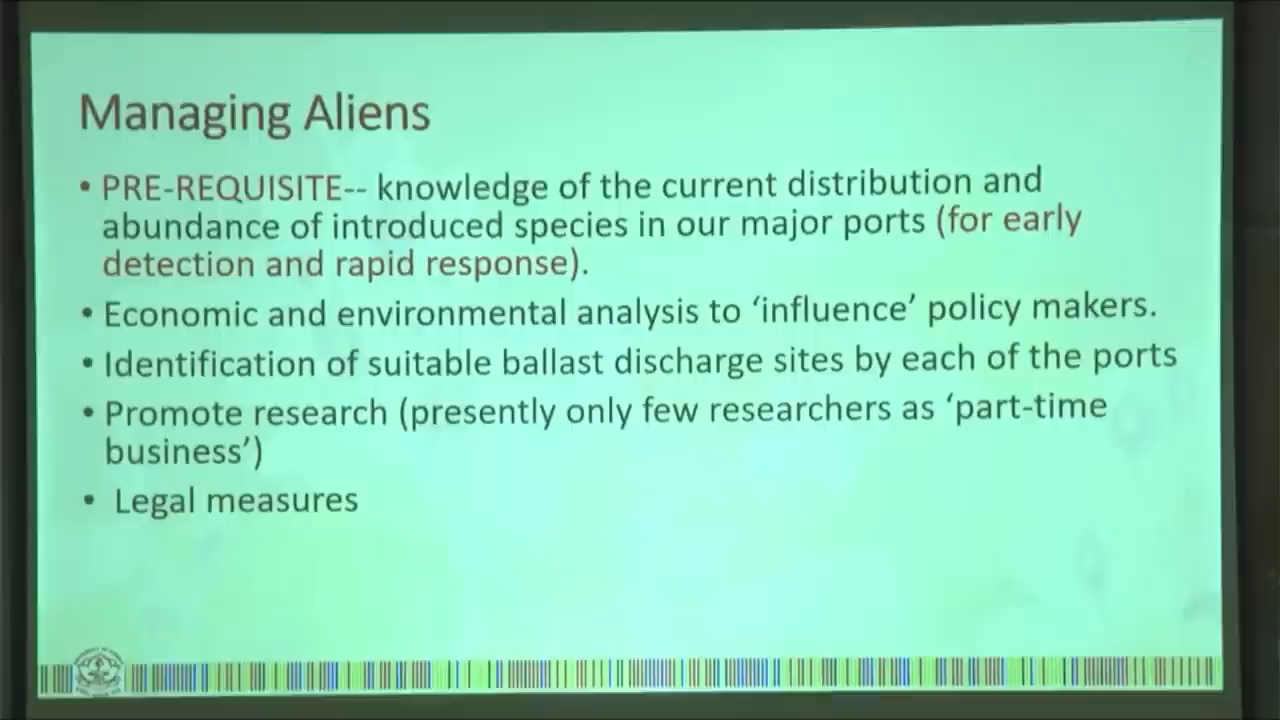 Managing Aliens
• PRE-REQUISITE-- knowledge of the current distribution and
abundance of introduced species in our major ports (for early
detection and rapid response).
• Economic and environmental analysis to ‘influence’ policy makers.
• Identification of suitable ballast discharge sites by each of the ports
• Promote research (presently only few researchers as ‘part-time
business’)
• Legal measures